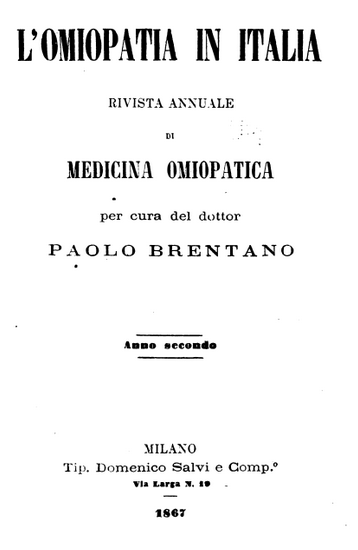 L'OMIOPATIA IN ITALIA
RIVISTA ANNUALE
DI
MEDICINA OMIOPATICA
per cura del dottor
PAOLO BRENTANO
Anno secondo
MILANO
Tip. Domenico Salvi e Comp.º
Via Larga N. 19
1867